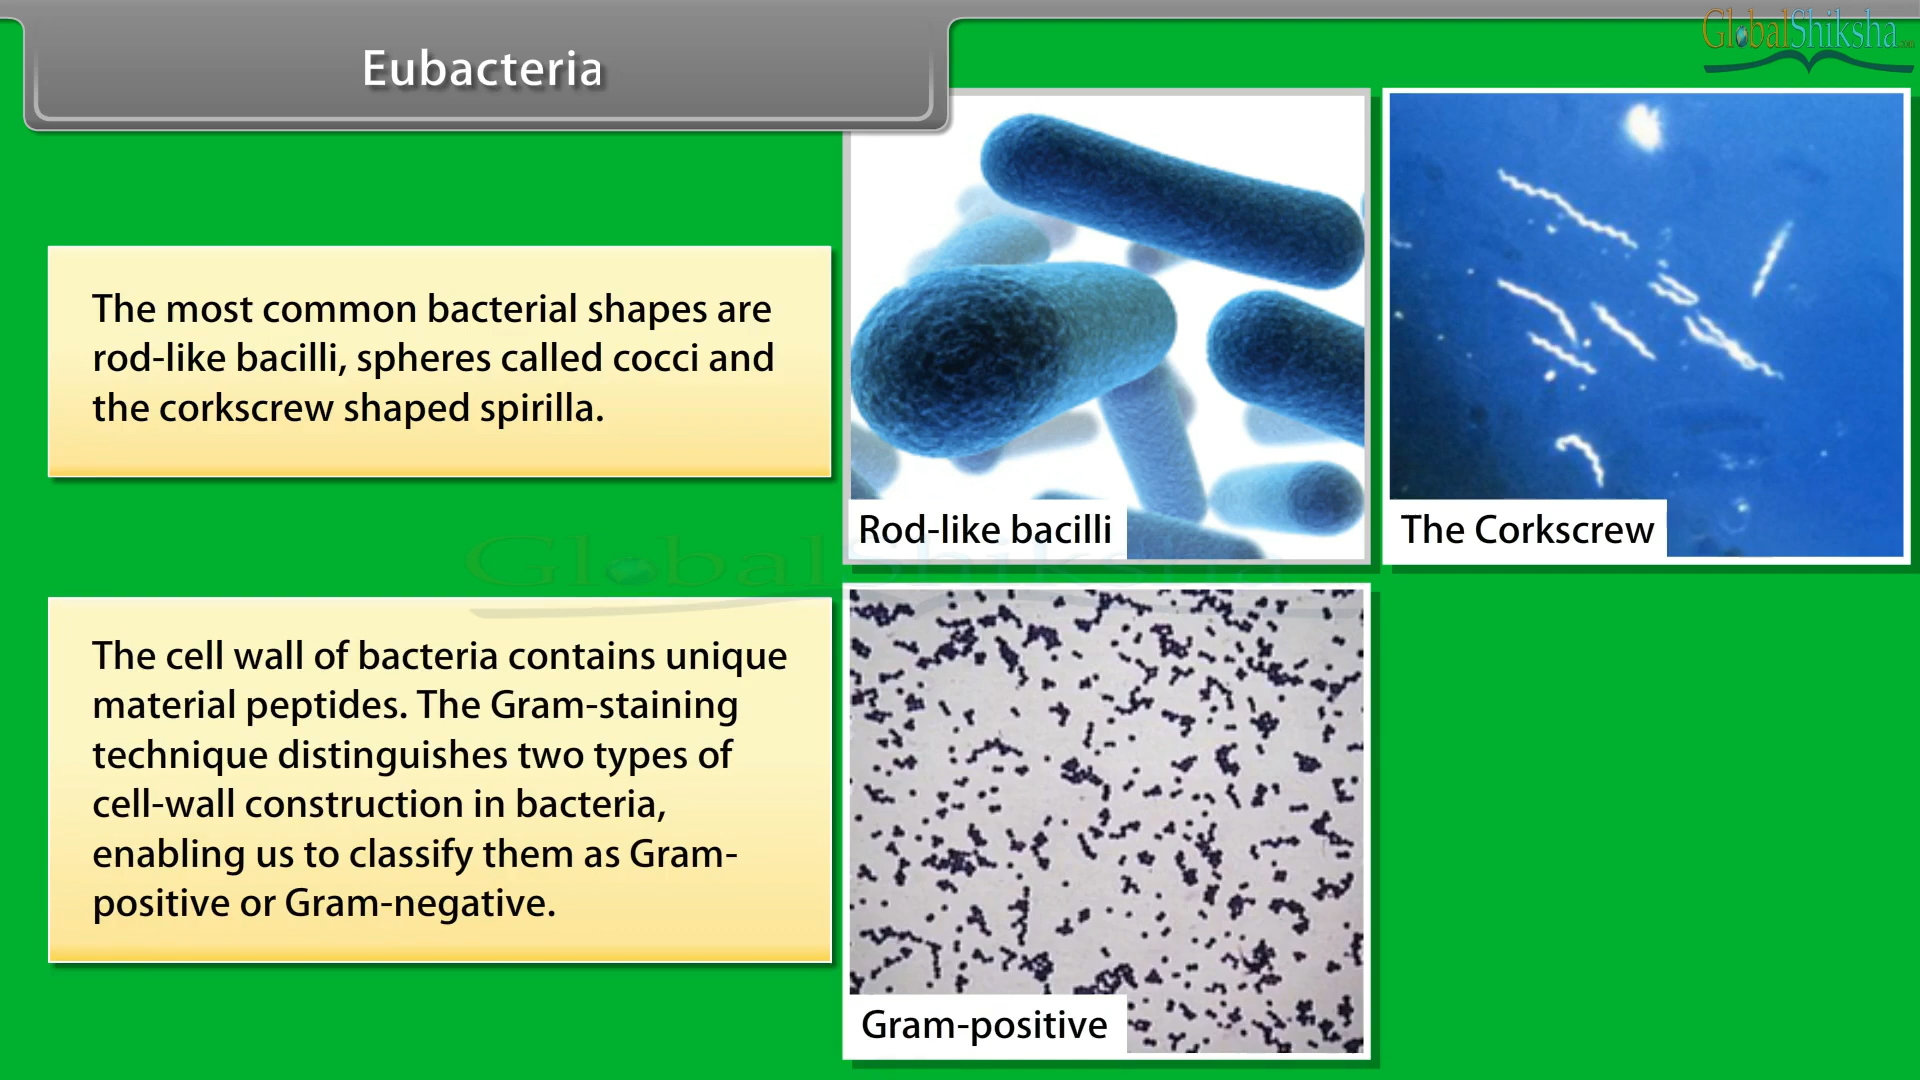 Eubacteria
GlobalShiksha.com
The most common bacterial shapes are
rod-like bacilli, spheres called cocci and
the corkscrew shaped spirilla.
Rod-like bacilli
The Corkscrew
GlobalShiksha
The cell wall of bacteria contains unique
material peptides. The Gram-staining
technique distinguishes two types of
cell-wall construction in bacteria,
enabling us to classify them as Gram-
positive or Gram-negative.
Gram-positive